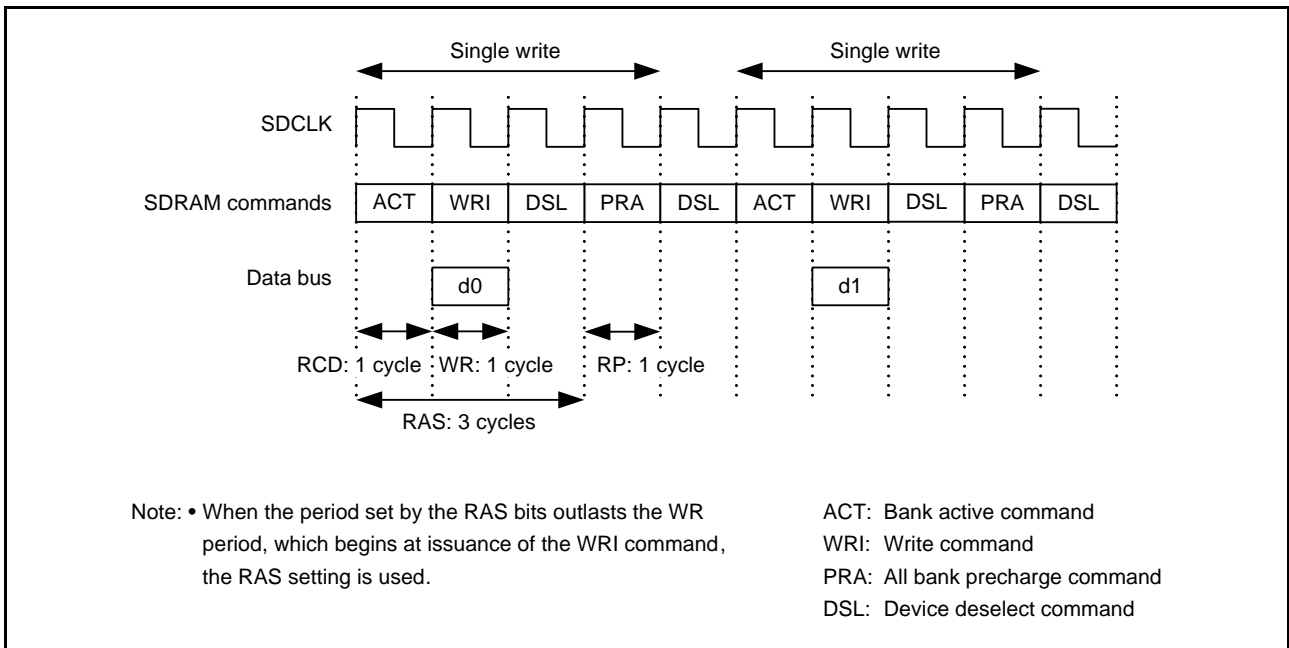 Single write Single write
SDCLK
SDRAM commands ACT WRI DSL PRA DSL ACT WRI DSL PRA DSL
Data bus d0 d1
RCD: 1 cycle WR: 1 cycle RP: 1 cycle
RAS: 3 cycles
Note: • When the period set by the RAS bits outlasts the WR
period, which begins at issuance of the WRI command,
the RAS setting is used.
ACT: Bank active command
WRI: Write command
PRA: All bank precharge command
DSL: Device deselect command